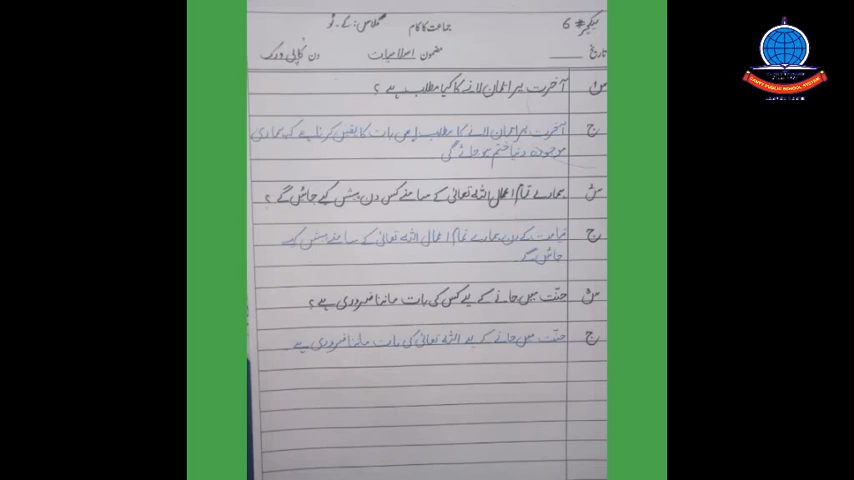 لیکچر # 6 جماعت کا کام کلاس: کے۔ ٹو
تاریخ ____ مضمون اسلامیات دن کاپی ورک
س آخرت پر ایمان لانے کا کیا مطلب ہے ؟
ج آخرت پر ایمان لانے کا مطلب اس بات کا یقین کرنا ہے کہ ہماری
موجودہ دنیا ختم ہو جائے گی
س ہمارے تمام اعمال اللہ تعالیٰ کے سامنے کس دن پیش کیے جائیں گے ؟
ج قیامت کے دن ہمارے تمام اعمال اللہ تعالیٰ کے سامنے پیش کیے
جائیں گے
س جنّت میں جانے کے لیے کس کی بات ماننا ضروری ہے ؟
ج جنّت میں جانے کے لیے اللہ تعالیٰ کی بات ماننا ضروری ہے